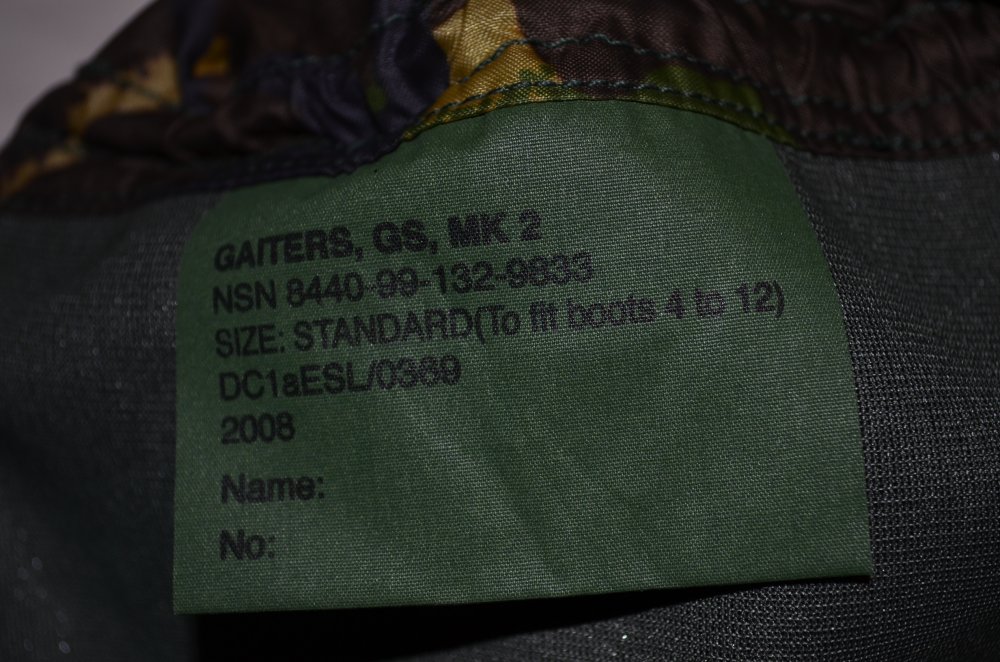 GAITERS, GS, MK 2
NSN 8440-99-132-9833
SIZE: STANDARD(To fit boots 4 to 12)
DC1aESL/0369
2008
Name:
No: